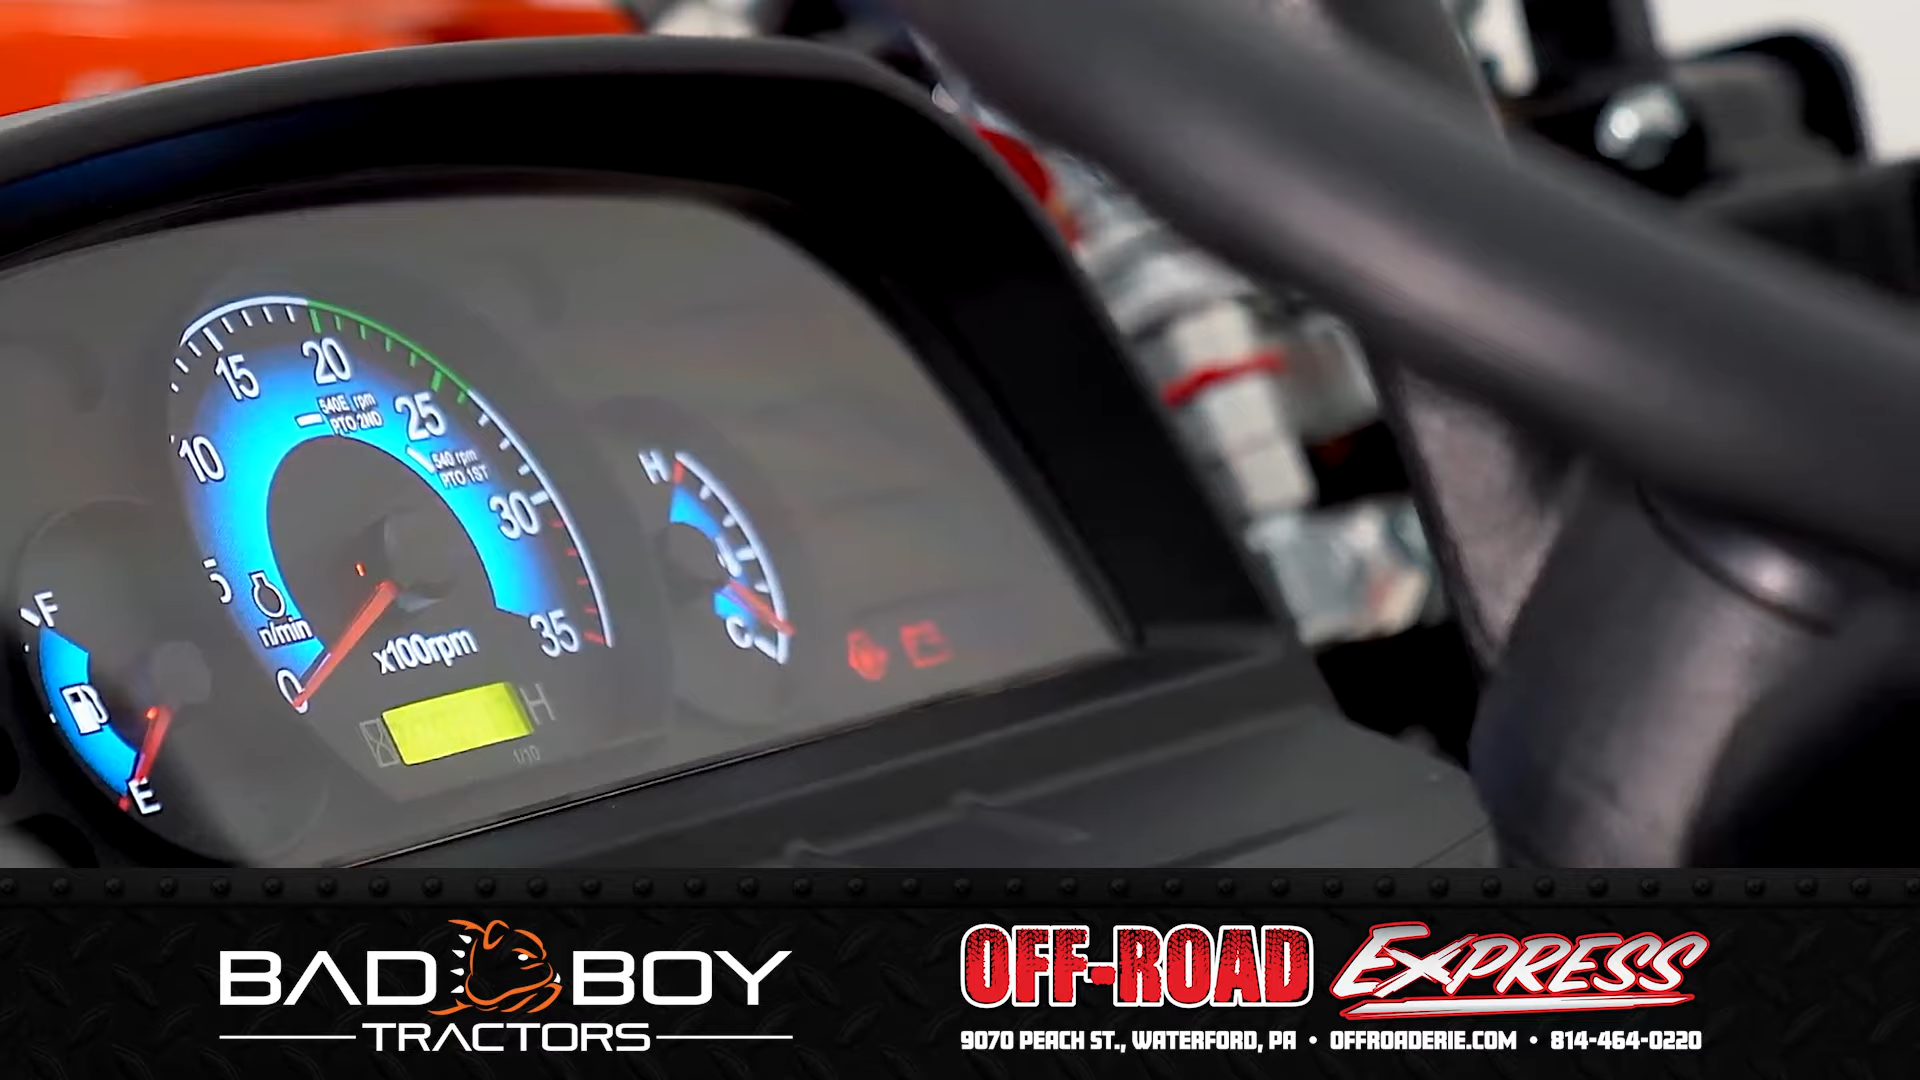 15
20
540E rpm
PTO 2ND
25
540 rpm
PTO 1ST
10
30
5
n/min
35
0
x100rpm
H
1/10
H
C
F
E
BAD BOY
TRACTORS
OFF-ROAD EXPRESS
9070 PEACH ST., WATERFORD, PA • OFFROADERIE.COM • 814-464-0220